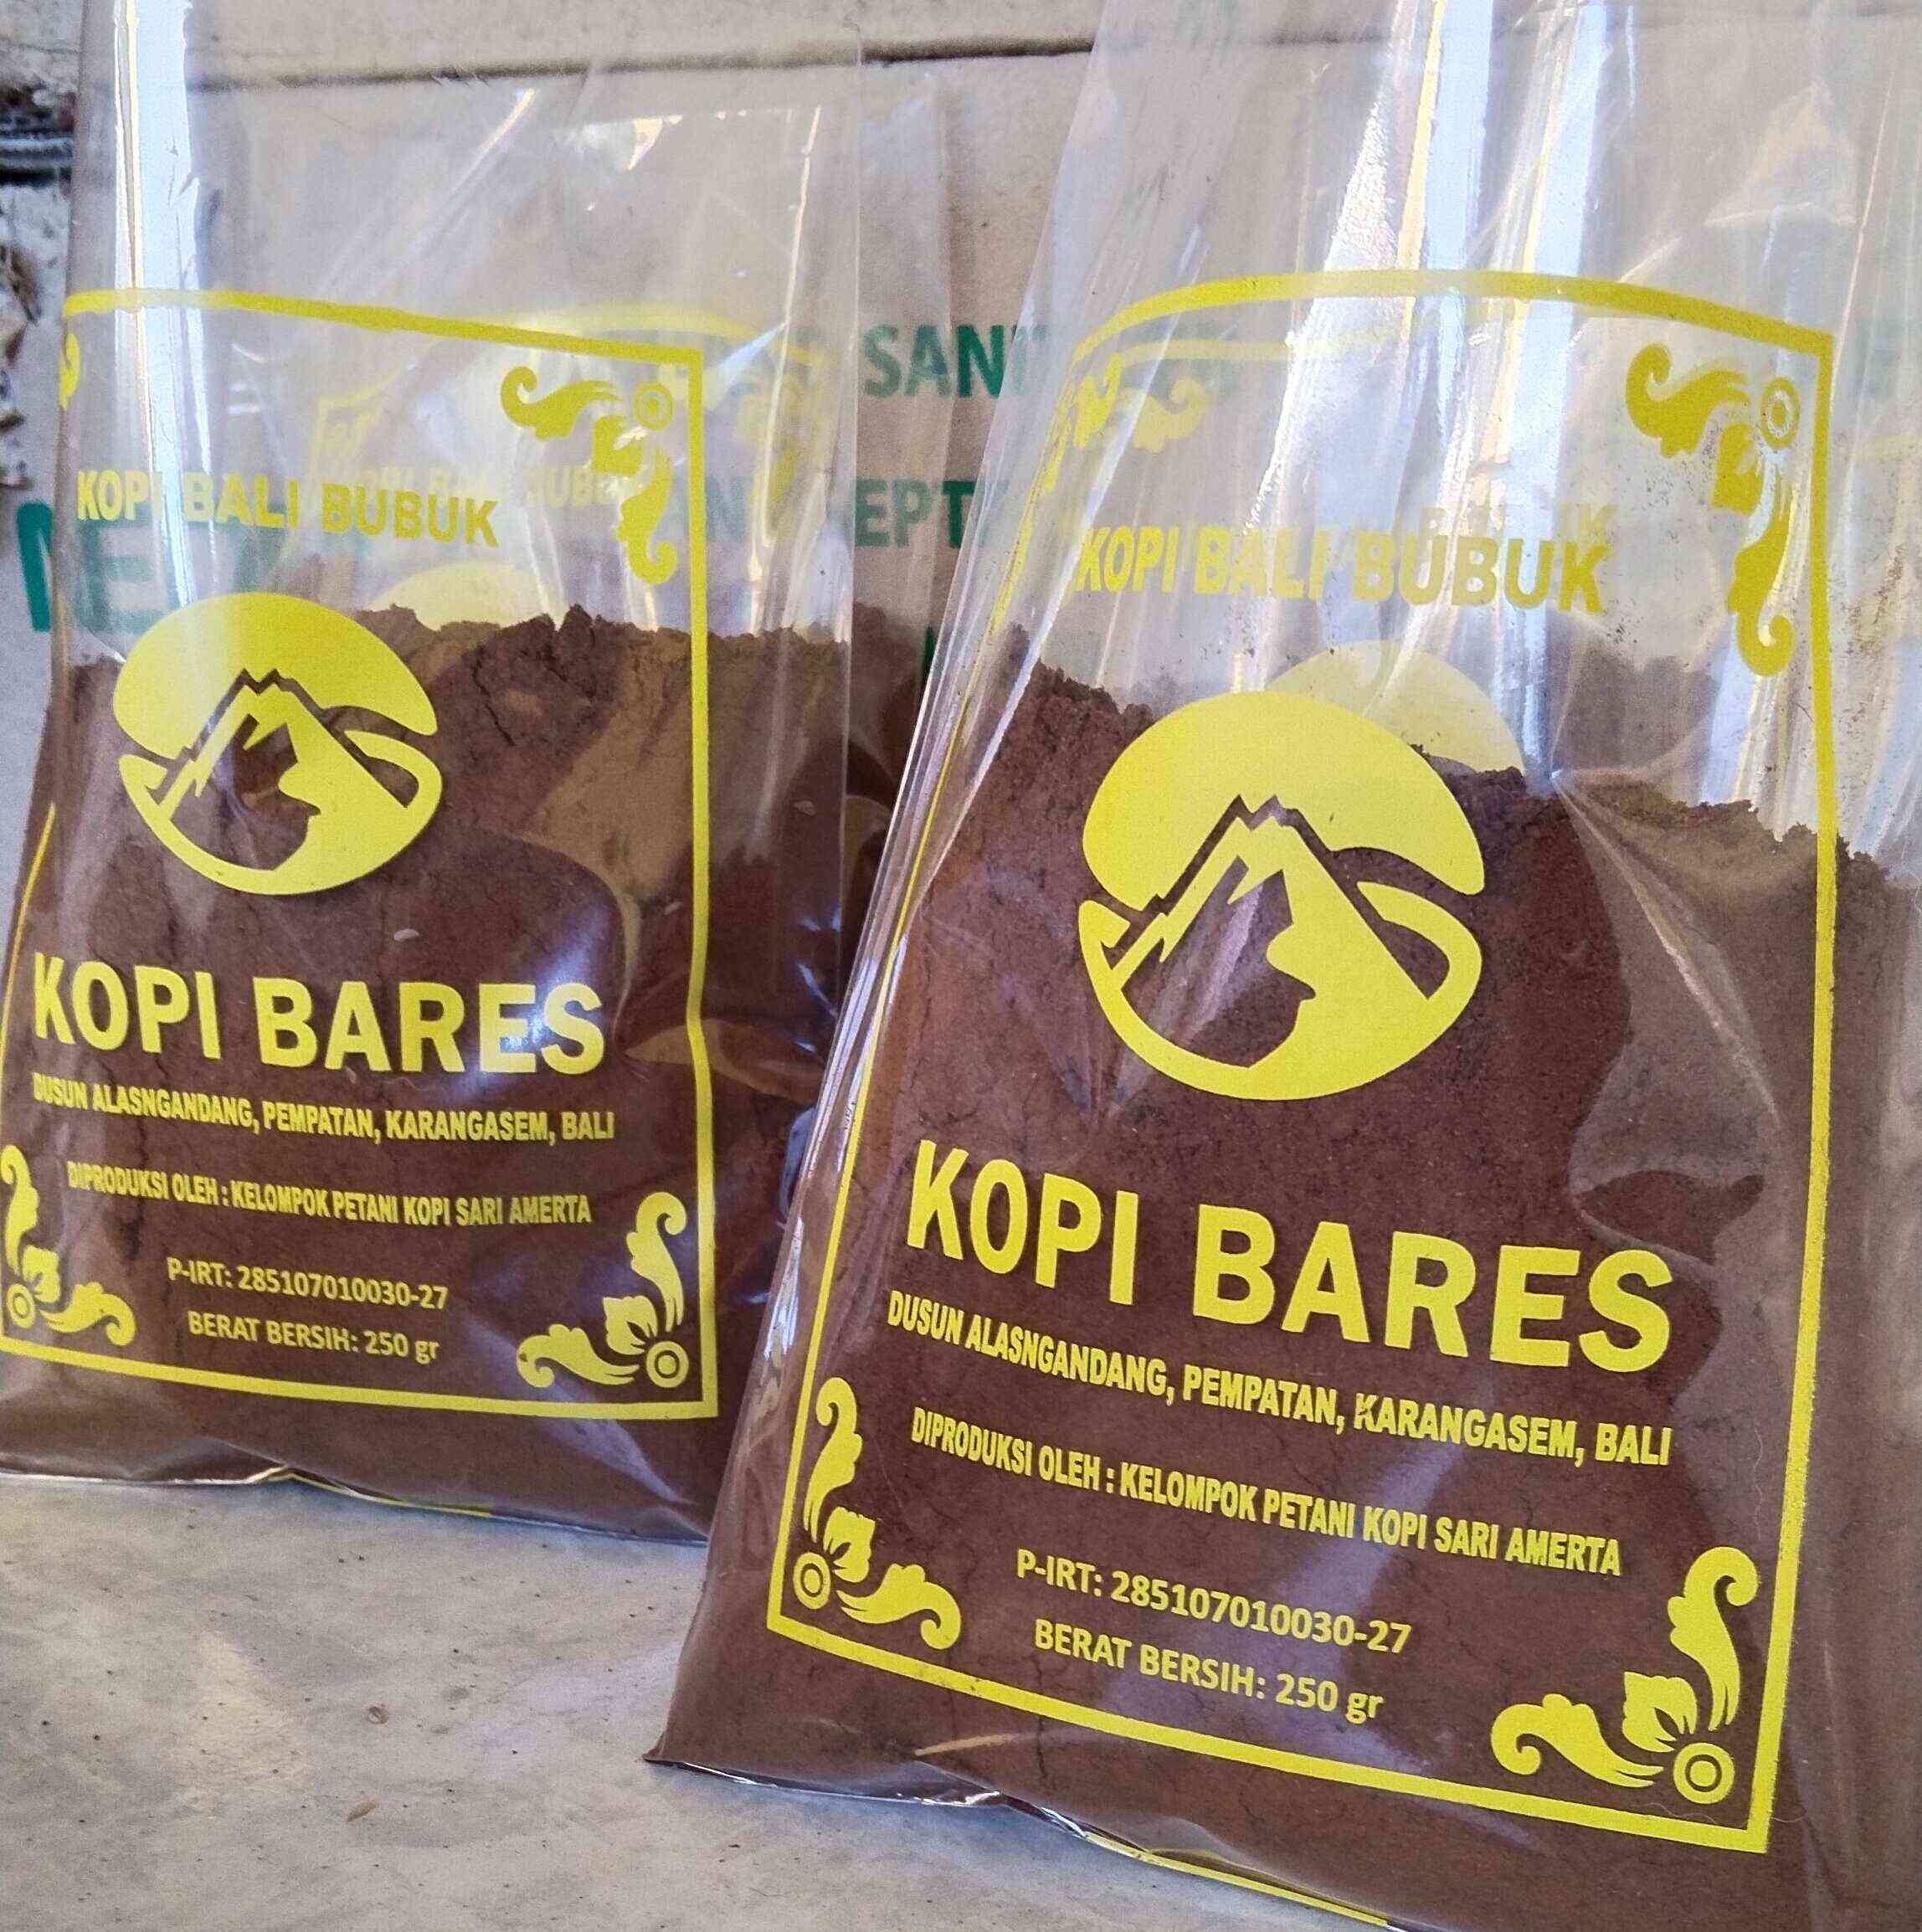 KOPI BALI BUBUK
KOPI BARES
DUSUN ALASNGANDANG, PEMPATAN, KARANGASEM, BALI
DIPRODUKSI OLEH : KELOMPOK PETANI KOPI SARI AMERTA
P-IRT: 285107010030-27
BERAT BERSIH: 250 gr
KOPI BALI BUBUK
KOPI BARES
DUSUN ALASNGANDANG, PEMPATAN, KARANGASEM, BALI
DIPRODUKSI OLEH : KELOMPOK PETANI KOPI SARI AMERTA
P-IRT: 285107010030-27
BERAT BERSIH: 250 gr